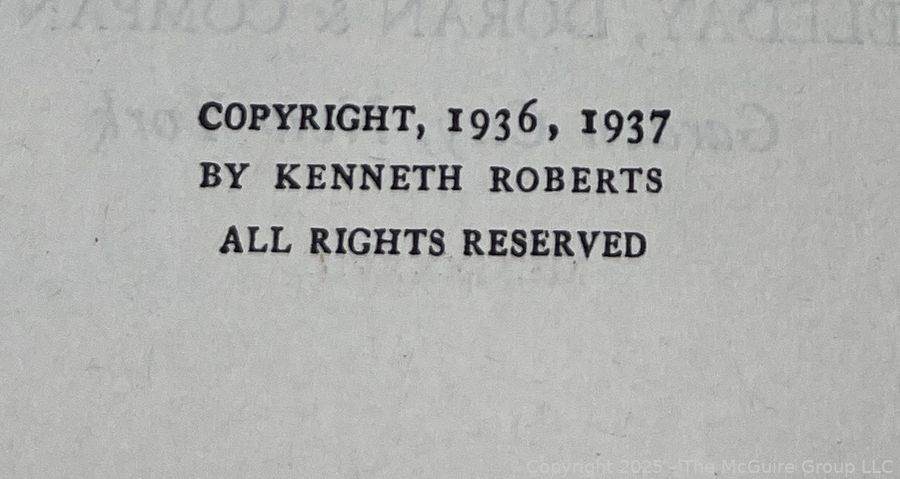 COPYRIGHT, 1936, 1937
BY KENNETH ROBERTS
ALL RIGHTS RESERVED
Copyright 2025 - The McGuire Group LLC